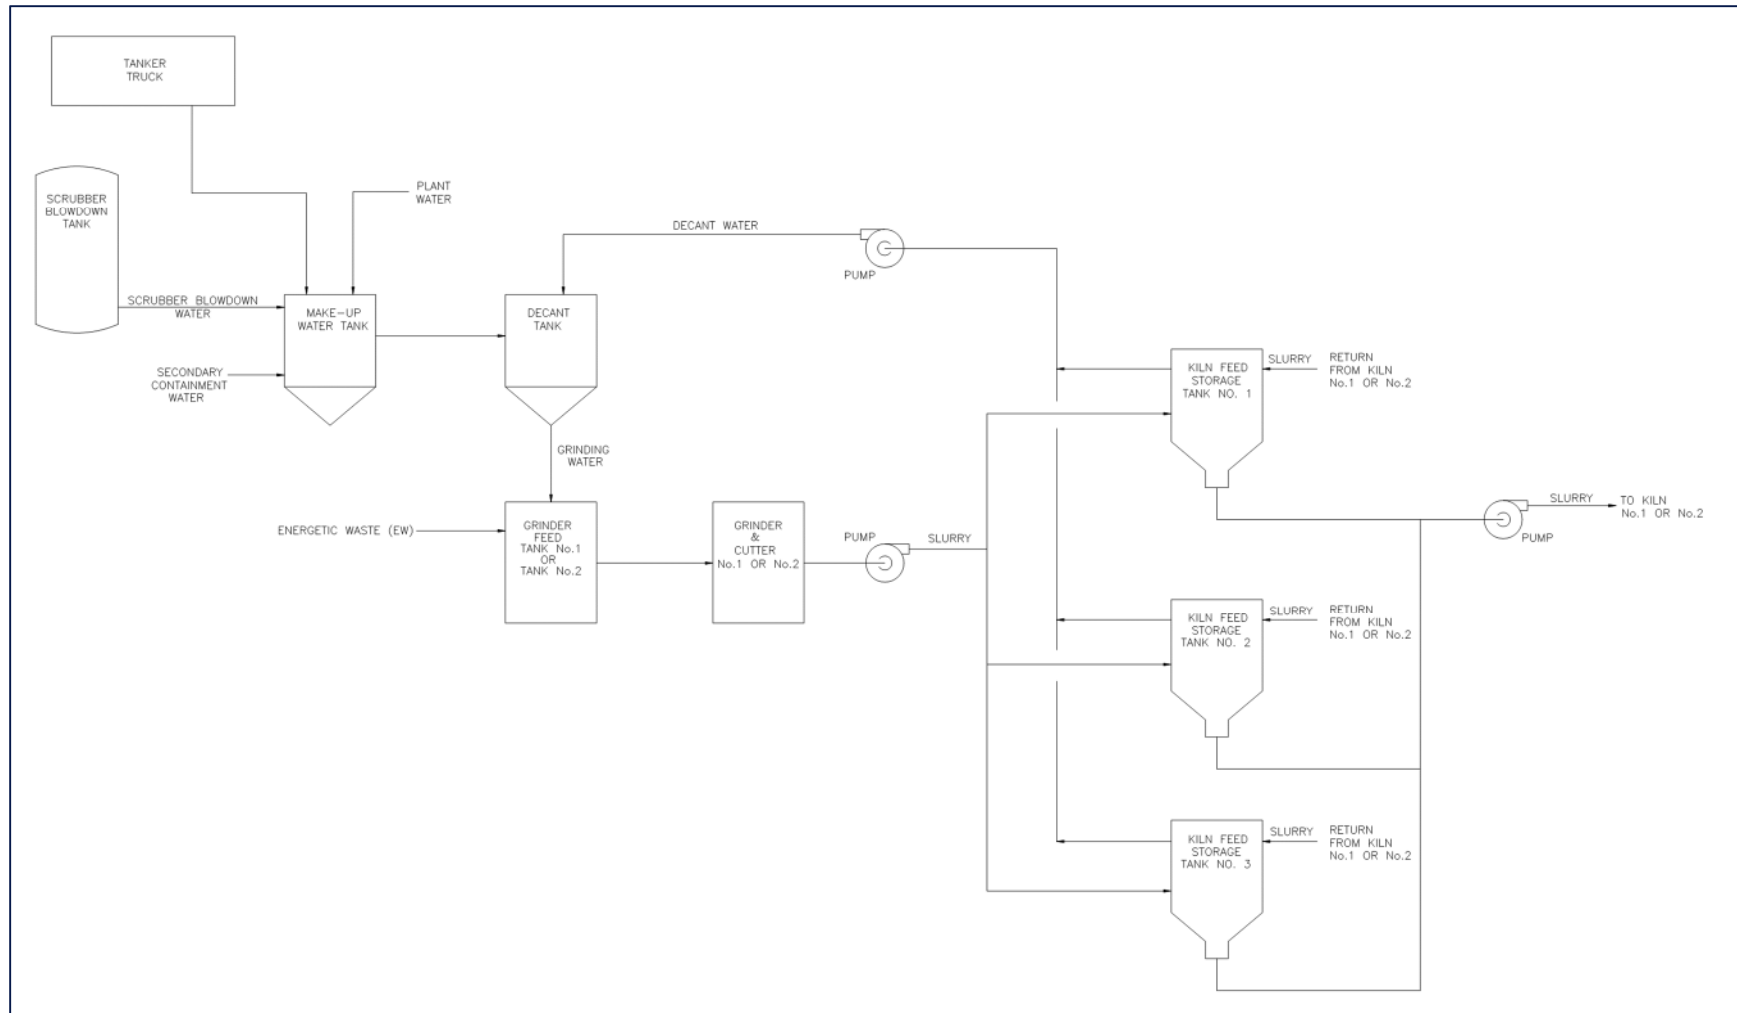 TANKER
TRUCK
SCRUBBER
BLOWDOWN
TANK
PLANT
WATER
DECANT WATER
PUMP
SCRUBBER BLOWDOWN
WATER
MAKE-UP
WATER TANK
DECANT
TANK
SECONDARY
CONTAINMENT
WATER
KILN FEED
STORAGE
TANK NO. 1
SLURRY
RETURN
FROM KILN
No.1 OR No.2
GRINDING
WATER
ENERGETIC WASTE (EW)
GRINDER
FEED
TANK No.1
OR
TANK No.2
GRINDER
&
CUTTER
No.1 OR No.2
PUMP
SLURRY
SLURRY
TO KILN
No.1 OR No.2
PUMP
KILN FEED
STORAGE
TANK NO. 2
SLURRY
RETURN
FROM KILN
No.1 OR No.2
KILN FEED
STORAGE
TANK NO. 3
SLURRY
RETURN
FROM KILN
No.1 OR No.2